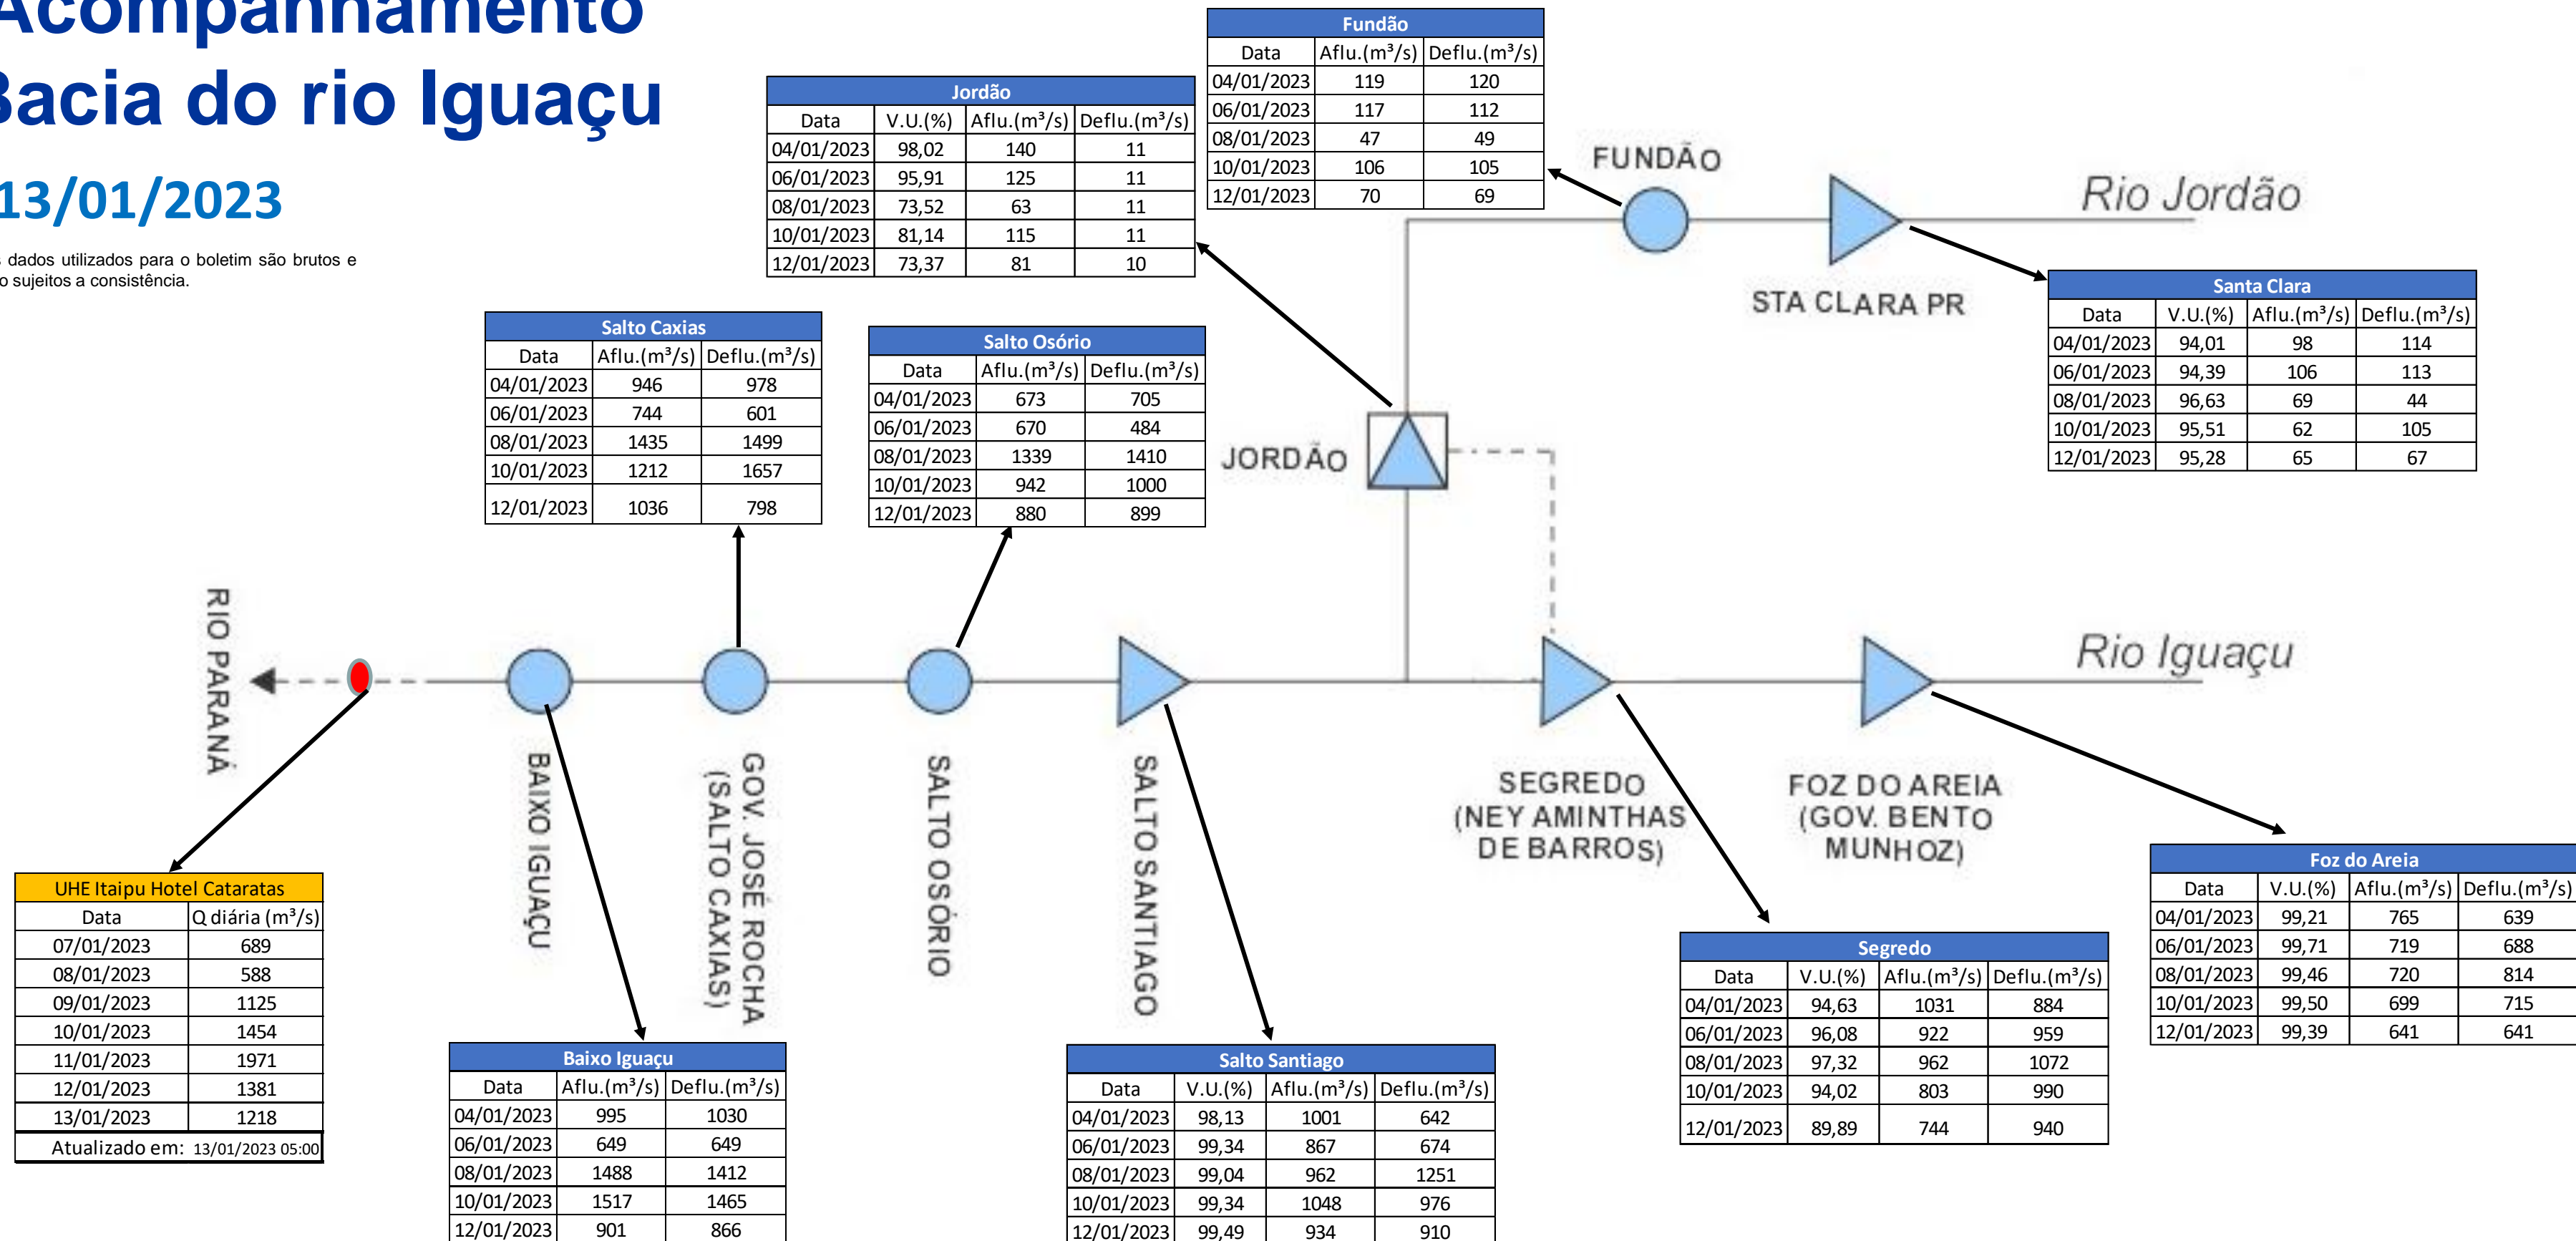 Acompanhamento
Bacia do rio Iguaçu
13/01/2023
dados utilizados para o boletim são brutos e
sujeitos a consistência.
Fundão
Data Aflu.(m³/s) Deflu.(m³/s)
04/01/2023 119 120
06/01/2023 117 112
08/01/2023 47 49
10/01/2023 106 105
12/01/2023 70 69
Jordão
Data V.U.(%) Aflu.(m³/s) Deflu.(m³/s)
04/01/2023 98,02 140 11
06/01/2023 95,91 125 11
08/01/2023 73,52 63 11
10/01/2023 81,14 115 11
12/01/2023 73,37 81 10
FUNDÃO
Rio Jordão
STA CLARA PR
Santa Clara
Data V.U.(%) Aflu.(m³/s) Deflu.(m³/s)
04/01/2023 94,01 98 114
06/01/2023 94,39 106 113
08/01/2023 96,63 69 44
10/01/2023 95,51 62 105
12/01/2023 95,28 65 67
Salto Caxias
Data Aflu.(m³/s) Deflu.(m³/s)
04/01/2023 946 978
06/01/2023 744 601
08/01/2023 1435 1499
10/01/2023 1212 1657
12/01/2023 1036 798
Salto Osório
Data Aflu.(m³/s) Deflu.(m³/s)
04/01/2023 673 705
06/01/2023 670 484
08/01/2023 1339 1410
10/01/2023 942 1000
12/01/2023 880 899
JORDÃO
RIO PARANÁ
Rio Iguaçu
BAIXO IGUAÇU
GOV. JOSÉ ROCHA
(SALTO CAXIAS)
SALTO OSÓRIO
SALTO SANTIAGO
SEGREDO
(NEY AMINTHAS
DE BARROS)
FOZ DO AREIA
(GOV. BENTO
MUNHOZ)
UHE Itaipu Hotel Cataratas
Data Q diária (m³/s)
07/01/2023 689
08/01/2023 588
09/01/2023 1125
10/01/2023 1454
11/01/2023 1971
12/01/2023 1381
13/01/2023 1218
Atualizado em: 13/01/2023 05:00
Baixo Iguaçu
Data Aflu.(m³/s) Deflu.(m³/s)
04/01/2023 995 1030
06/01/2023 649 649
08/01/2023 1488 1412
10/01/2023 1517 1465
12/01/2023 901 866
Salto Santiago
Data V.U.(%) Aflu.(m³/s) Deflu.(m³/s)
04/01/2023 98,13 1001 642
06/01/2023 99,34 867 674
08/01/2023 99,04 962 1251
10/01/2023 99,34 1048 976
12/01/2023 99,49 934 910
Segredo
Data V.U.(%) Aflu.(m³/s) Deflu.(m³/s)
04/01/2023 94,63 1031 884
06/01/2023 96,08 922 959
08/01/2023 97,32 962 1072
10/01/2023 94,02 803 990
12/01/2023 89,89 744 940
Foz do Areia
Data V.U.(%) Aflu.(m³/s) Deflu.(m³/s)
04/01/2023 99,21 765 639
06/01/2023 99,71 719 688
08/01/2023 99,46 720 814
10/01/2023 99,50 699 715
12/01/2023 99,39 641 641